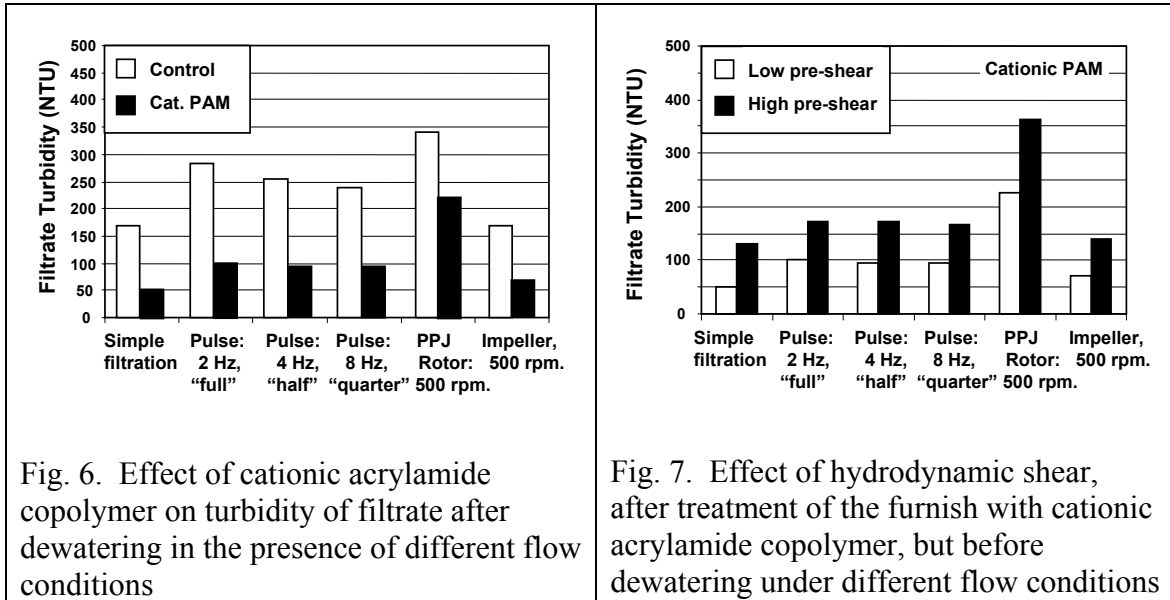 Filtrate Turbidity (NTU)
500
450
400
350
300
250
200
150
100
50
0
Control
Cat. PAM
Simple
filtration
Pulse:
2 Hz,
“full”
Pulse:
4 Hz,
“half”
Pulse:
8 Hz,
“quarter”
PPJ
Rotor:
500 rpm.
Impeller,
500 rpm.
Fig. 6. Effect of cationic acrylamide
copolymer on turbidity of filtrate after
dewatering in the presence of different flow
conditions
Filtrate Turbidity (NTU)
500
400
300
200
100
0
Low pre-shear
High pre-shear
Cationic PAM
Simple
filtration
Pulse:
2 Hz,
“full”
Pulse:
4 Hz,
“half”
Pulse:
8 Hz,
“quarter”
PPJ
Rotor:
500 rpm.
Impeller,
500 rpm.
Fig. 7. Effect of hydrodynamic shear,
after treatment of the furnish with cationic
acrylamide copolymer, but before
dewatering under different flow conditions